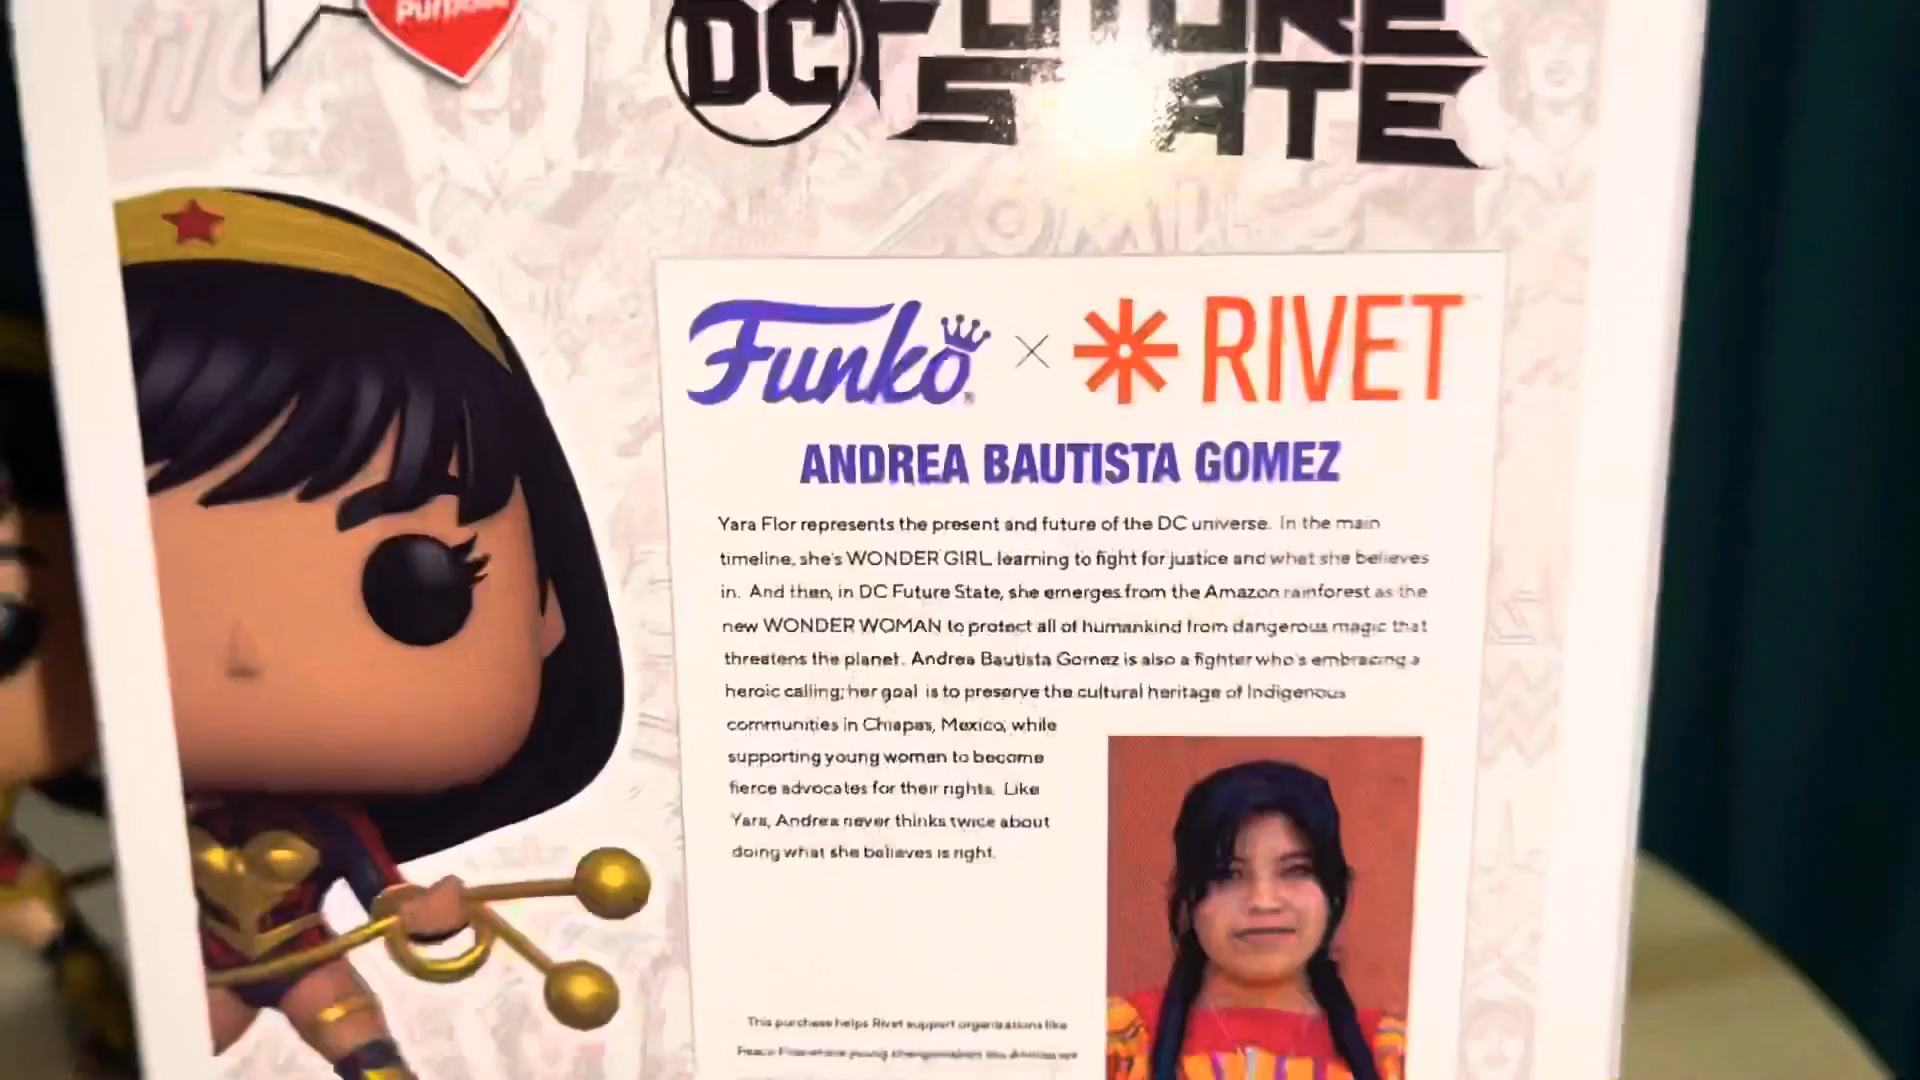 Purpose
DC FUTURE
STATE
Funko × RIVET
ANDREA BAUTISTA GOMEZ
Yara Flor represents the present and future of the DC universe. In the main
timeline, she's WONDER GIRL learning to fight for justice and what she believes
in. And then, in DC Future State, she emerges from the Amazon rainforest as the
new WONDER WOMAN to protect all of humankind from dangerous magic that
threatens the planet. Andrea Bautista Gomez is also a fighter who's embracing a
heroic calling; her goal is to preserve the cultural heritage of Indigenous
communities in Chiapas, Mexico, while
supporting young women to become
fierce advocates for their rights. Like
Yara, Andrea never thinks twice about
doing what she believes is right.
This purchase helps Rivet support organizations like
young changemakers like Andrea